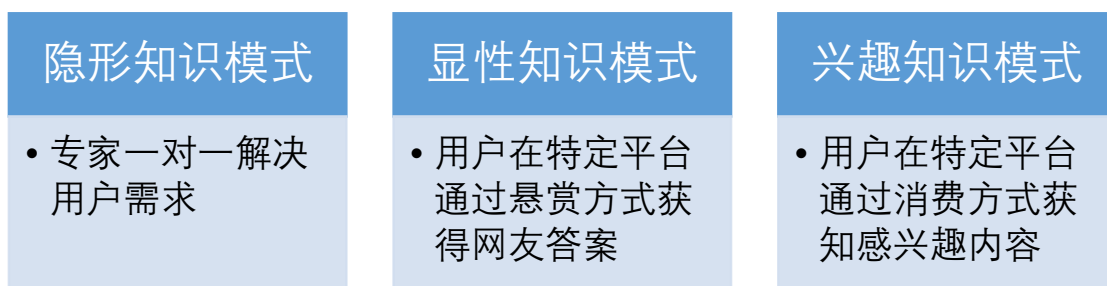 隐形知识模式
• 专家一对一解决
用户需求
显性知识模式
• 用户在特定平台
通过悬赏方式获
得网友答案
兴趣知识模式
• 用户在特定平台
通过消费方式获
知感兴趣内容